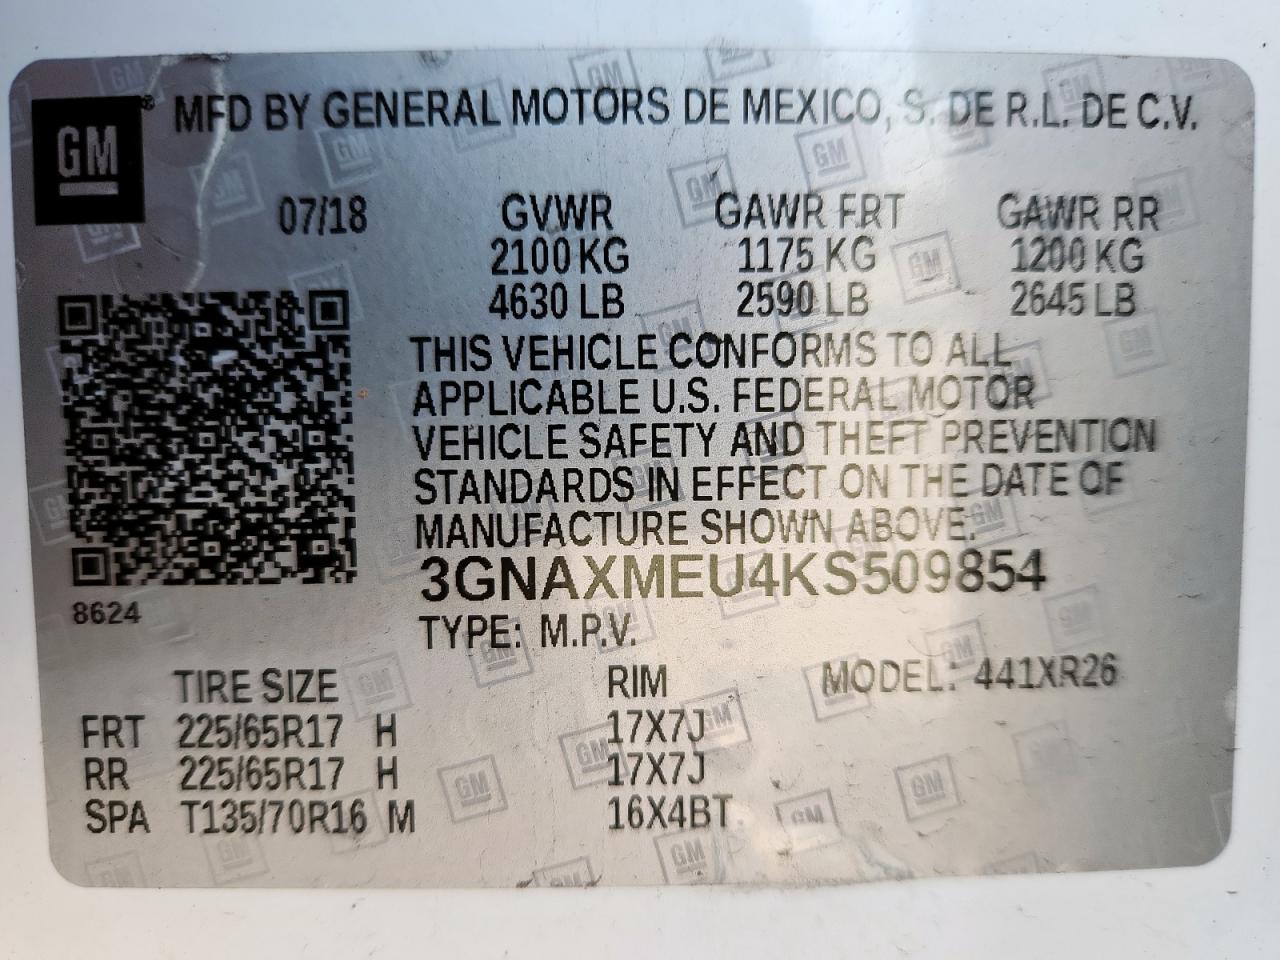 GM® MFD BY GENERAL MOTORS DE MEXICO, S. DE R.L. DE C.V.
07/18 GVWR GAWR FRT GAWR RR
2100 KG 1175 KG 1200 KG
4630 LB 2590 LB 2645 LB
THIS VEHICLE CONFORMS TO ALL
APPLICABLE U.S. FEDERAL MOTOR
VEHICLE SAFETY AND THEFT PREVENTION
STANDARDS IN EFFECT ON THE DATE OF
MANUFACTURE SHOWN ABOVE.
3GNAXMEU4KS509854
8624
TYPE: M.P.V.
TIRE SIZE RIM MODEL: 441XR26
FRT 225/65R17 H 17X7J
RR 225/65R17 H 17X7J
SPA T135/70R16 M 16X4BT